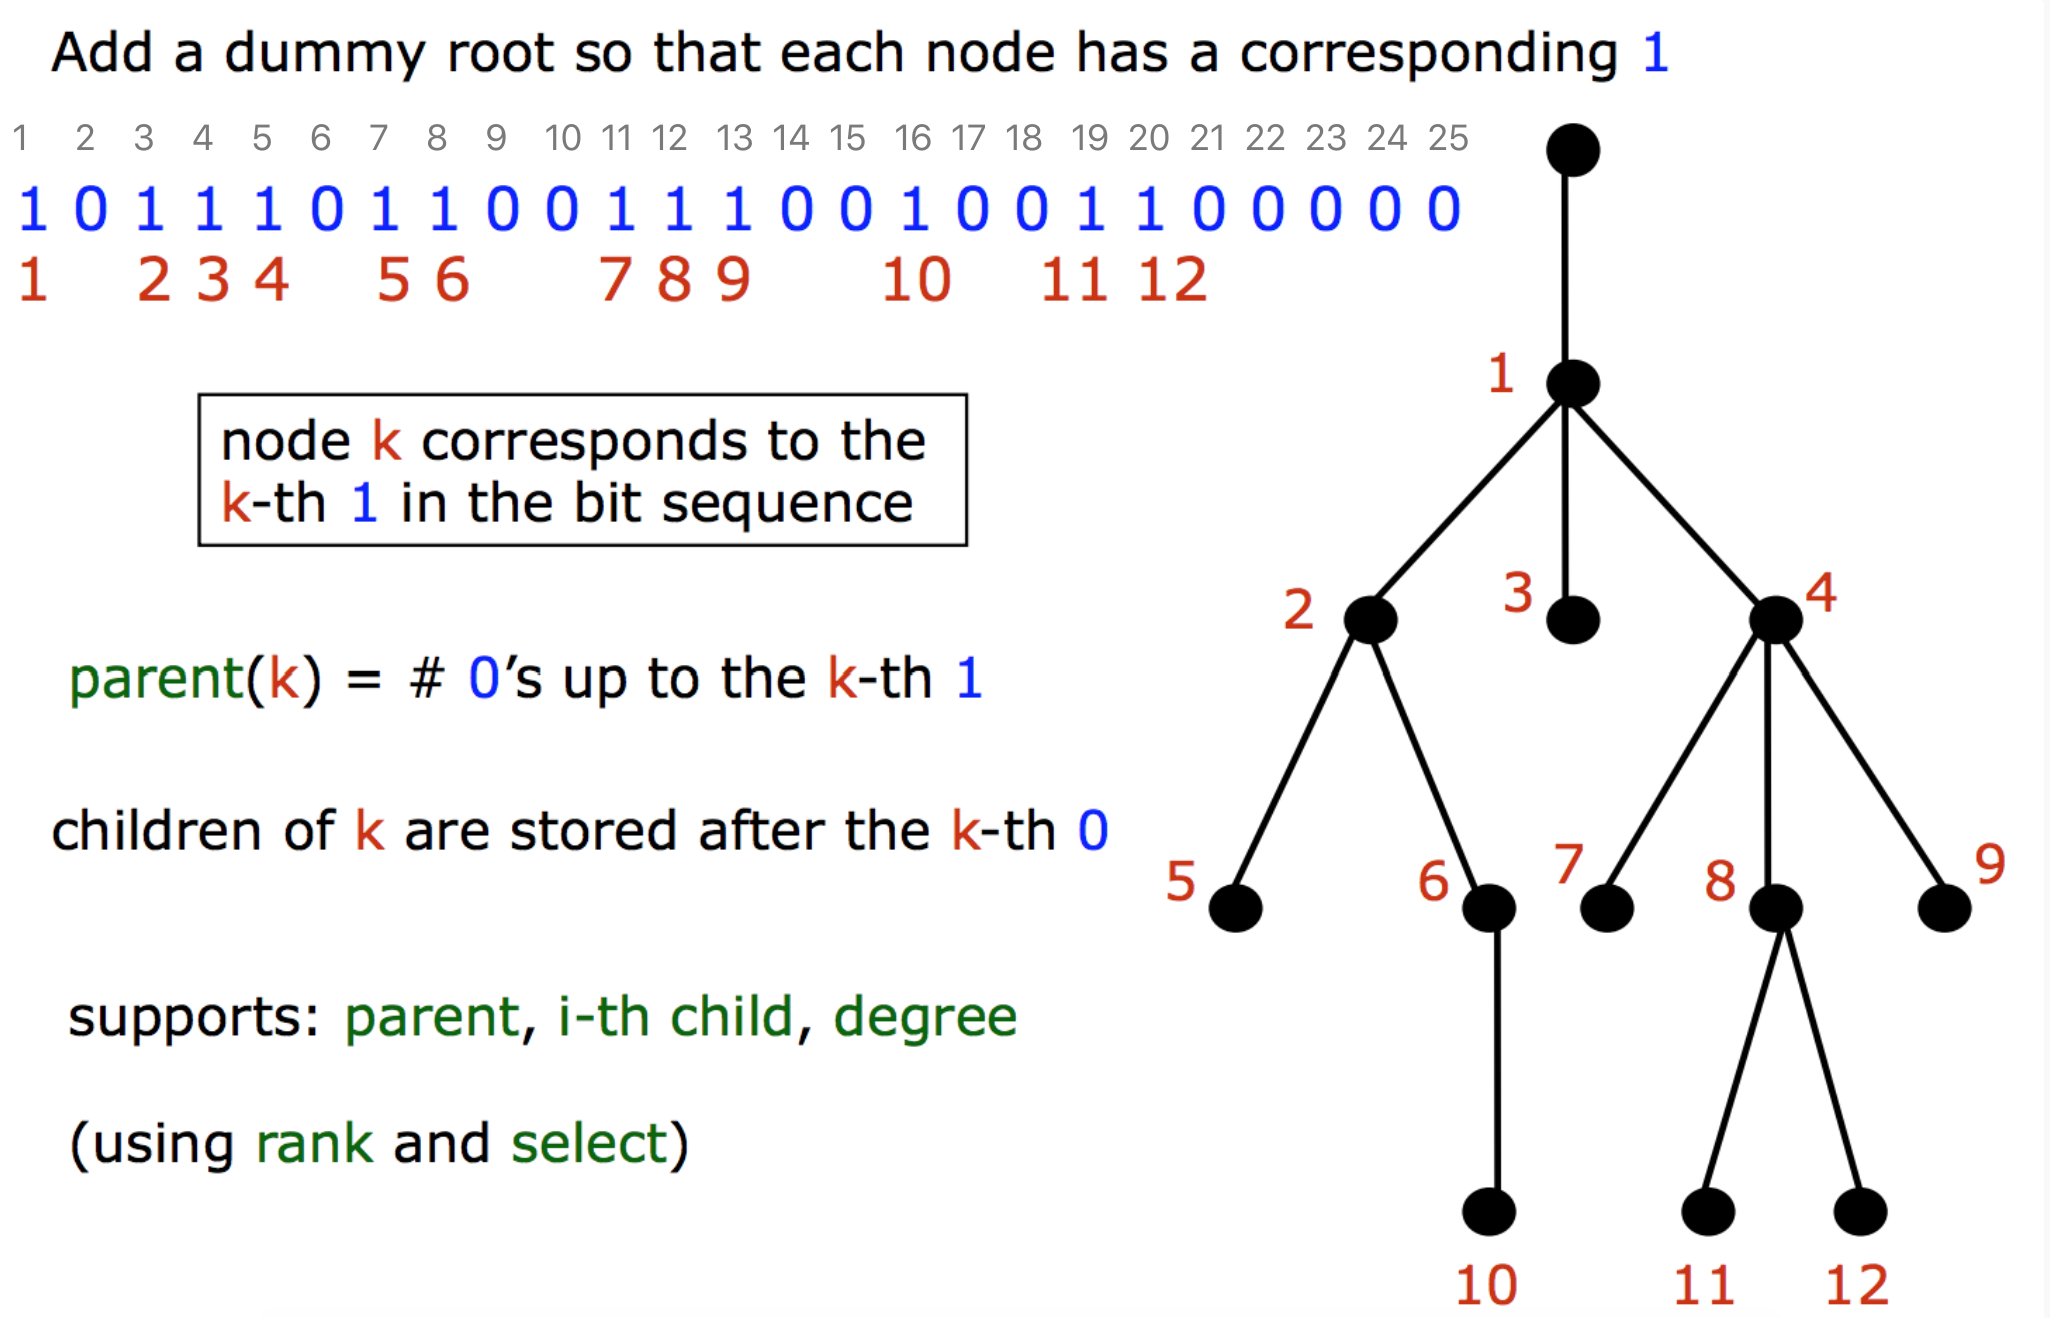 Add a dummy root so that each node has a corresponding 1
1 2 3 4 5 6 7 8 9 10 11 12 13 14 15 16 17 18 19 20 21 22 23 24 25
1 0 1 1 1 0 1 1 0 0 1 1 1 0 0 1 0 0 1 1 0 0 0 0 0
1 2 3 4 5 6 7 8 9 10 11 12
node k corresponds to the
k-th 1 in the bit sequence
parent(k) = # 0’s up to the k-th 1
children of k are stored after the k-th 0
supports: parent, i-th child, degree
(using rank and select)
1
2 3 4
5 6 7 8 9
10 11 12